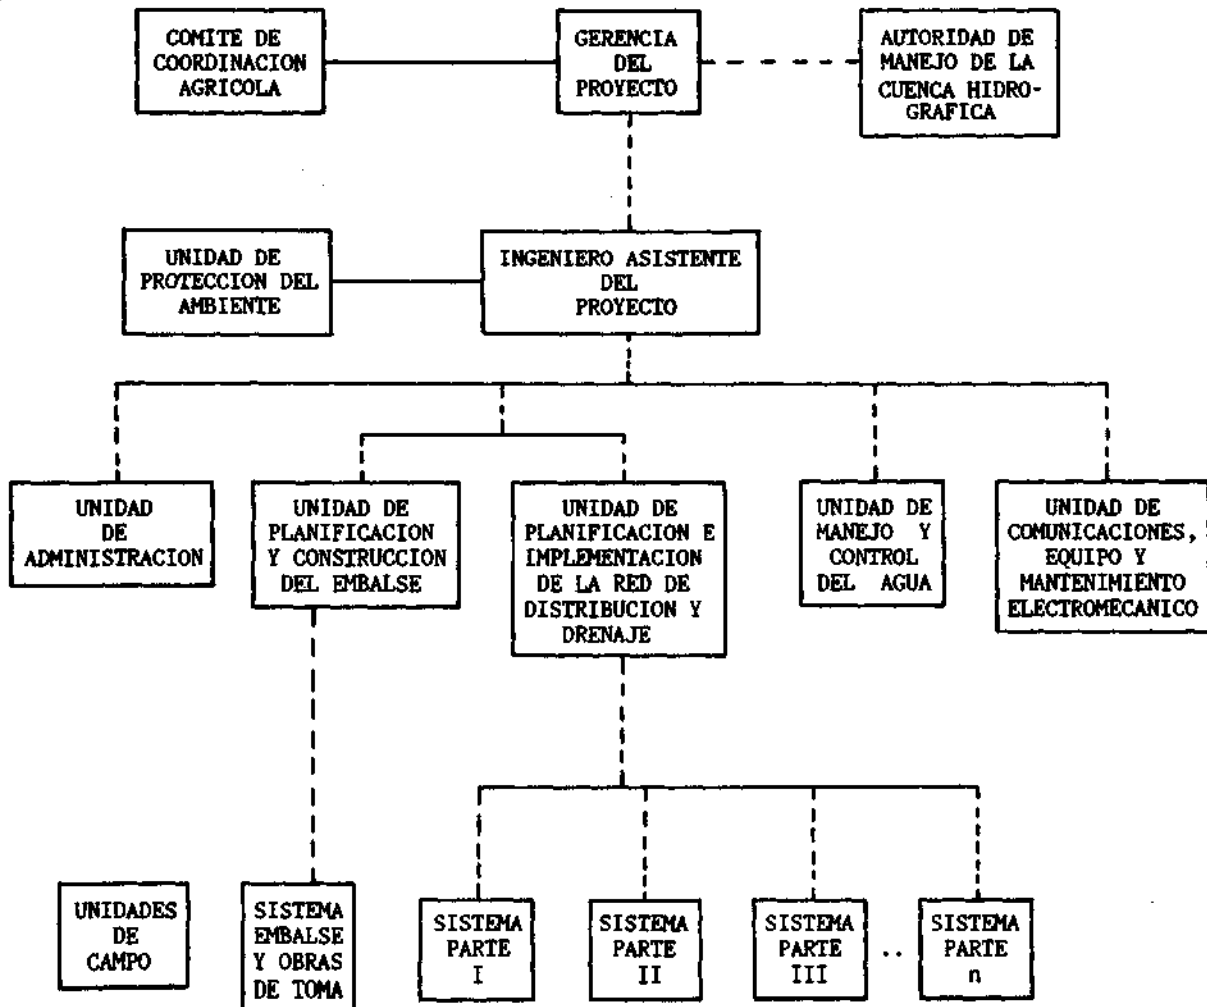 COMITE DE
COORDINACION
AGRICOLA
GERENCIA
DEL
PROYECTO
AUTORIDAD DE
MANEJO DE LA
CUENCA HIDRO-
GRAFICA
UNIDAD DE
PROTECCION DEL
AMBIENTE
INGENIERO ASISTENTE
DEL
PROYECTO
UNIDAD
DE
ADMINISTRACION
UNIDAD DE
PLANIFICACION
Y CONSTRUCCION
DEL EMBALSE
UNIDAD DE
PLANIFICACION E
IMPLEMENTACION
DE LA RED DE
DISTRIBUCION Y
DRENAJE
UNIDAD DE
MANEJO Y
CONTROL
DEL AGUA
UNIDAD DE
COMUNICACIONES,
EQUIPO Y
MANTENIMIENTO
ELECTROMECANICO
UNIDADES
DE
CAMPO
SISTEMA
EMBALSE
Y OBRAS
DE TOMA
SISTEMA
PARTE
I
SISTEMA
PARTE
II
SISTEMA
PARTE
III
..
SISTEMA
PARTE
n